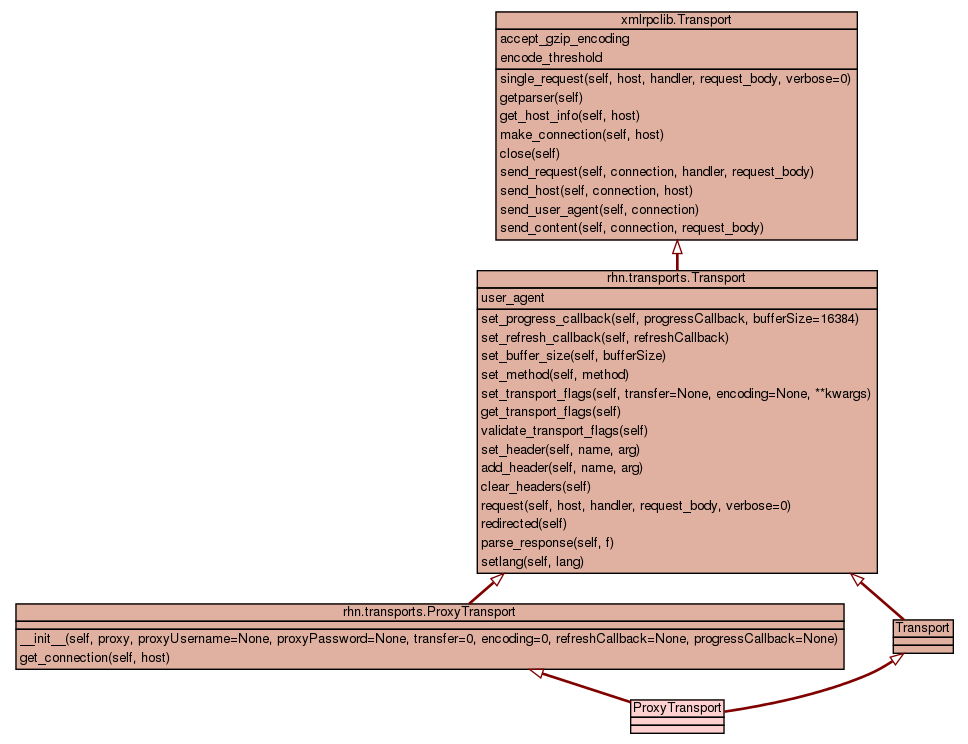 xmlrpclib.Transport
accept_gzip_encoding
encode_threshold
single_request(self, host, handler, request_body, verbose=0)
getparser(self)
get_host_info(self, host)
make_connection(self, host)
close(self)
send_request(self, connection, handler, request_body)
send_host(self, connection, host)
send_user_agent(self, connection)
send_content(self, connection, request_body)
rhn.transports.Transport
user_agent
set_progress_callback(self, progressCallback, bufferSize=16384)
set_refresh_callback(self, refreshCallback)
set_buffer_size(self, bufferSize)
set_method(self, method)
set_transport_flags(self, transfer=None, encoding=None, **kwargs)
get_transport_flags(self)
validate_transport_flags(self)
set_header(self, name, arg)
add_header(self, name, arg)
clear_headers(self)
request(self, host, handler, request_body, verbose=0)
redirected(self)
parse_response(self, f)
setlang(self, lang)
rhn.transports.ProxyTransport
__init__(self, proxy, proxyUsername=None, proxyPassword=None, transfer=0, encoding=0, refreshCallback=None, progressCallback=None)
get_connection(self, host)
Transport
ProxyTransport